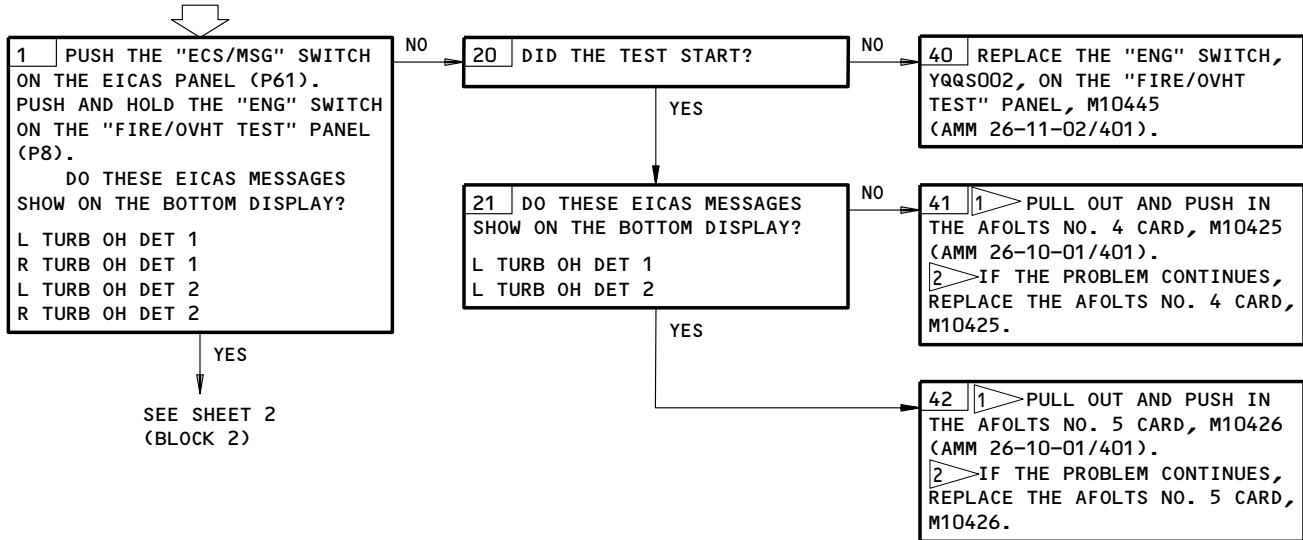 1 PUSH THE "ECS/MSG" SWITCH
ON THE EICAS PANEL (P61).
PUSH AND HOLD THE "ENG" SWITCH
ON THE "FIRE/OVHT TEST" PANEL
(P8).
DO THESE EICAS MESSAGES
SHOW ON THE BOTTOM DISPLAY?
L TURB OH DET 1
R TURB OH DET 1
L TURB OH DET 2
R TURB OH DET 2
NO
YES
SEE SHEET 2
(BLOCK 2)
20 DID THE TEST START?
NO
YES
21 DO THESE EICAS MESSAGES
SHOW ON THE BOTTOM DISPLAY?
L TURB OH DET 1
L TURB OH DET 2
NO
YES
40 REPLACE THE "ENG" SWITCH,
YQQS002, ON THE "FIRE/OVHT
TEST" PANEL, M10445
(AMM 26-11-02/401).
41 1 PULL OUT AND PUSH IN
THE AFOLTS NO. 4 CARD, M10425
(AMM 26-10-01/401).
2 IF THE PROBLEM CONTINUES,
REPLACE THE AFOLTS NO. 4 CARD,
M10425.
42 1 PULL OUT AND PUSH IN
THE AFOLTS NO. 5 CARD, M10426
(AMM 26-10-01/401).
2 IF THE PROBLEM CONTINUES,
REPLACE THE AFOLTS NO. 5 CARD,
M10426.